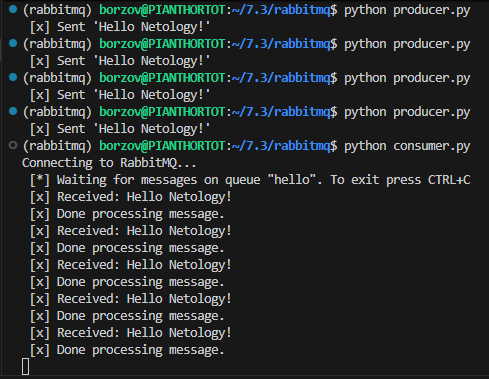 (rabbitmq) borzov@PIANTHORTOT:~/7.3/rabbitmq$ python producer.py
[x] Sent 'Hello Netology!'
(rabbitmq) borzov@PIANTHORTOT:~/7.3/rabbitmq$ python producer.py
[x] Sent 'Hello Netology!'
(rabbitmq) borzov@PIANTHORTOT:~/7.3/rabbitmq$ python producer.py
[x] Sent 'Hello Netology!'
(rabbitmq) borzov@PIANTHORTOT:~/7.3/rabbitmq$ python producer.py
[x] Sent 'Hello Netology!'
(rabbitmq) borzov@PIANTHORTOT:~/7.3/rabbitmq$ python consumer.py
Connecting to RabbitMQ...
[*] Waiting for messages on queue "hello". To exit press CTRL+C
[x] Received: Hello Netology!
[x] Done processing message.
[x] Received: Hello Netology!
[x] Done processing message.
[x] Received: Hello Netology!
[x] Done processing message.
[x] Received: Hello Netology!
[x] Done processing message.
[x] Received: Hello Netology!
[x] Done processing message.